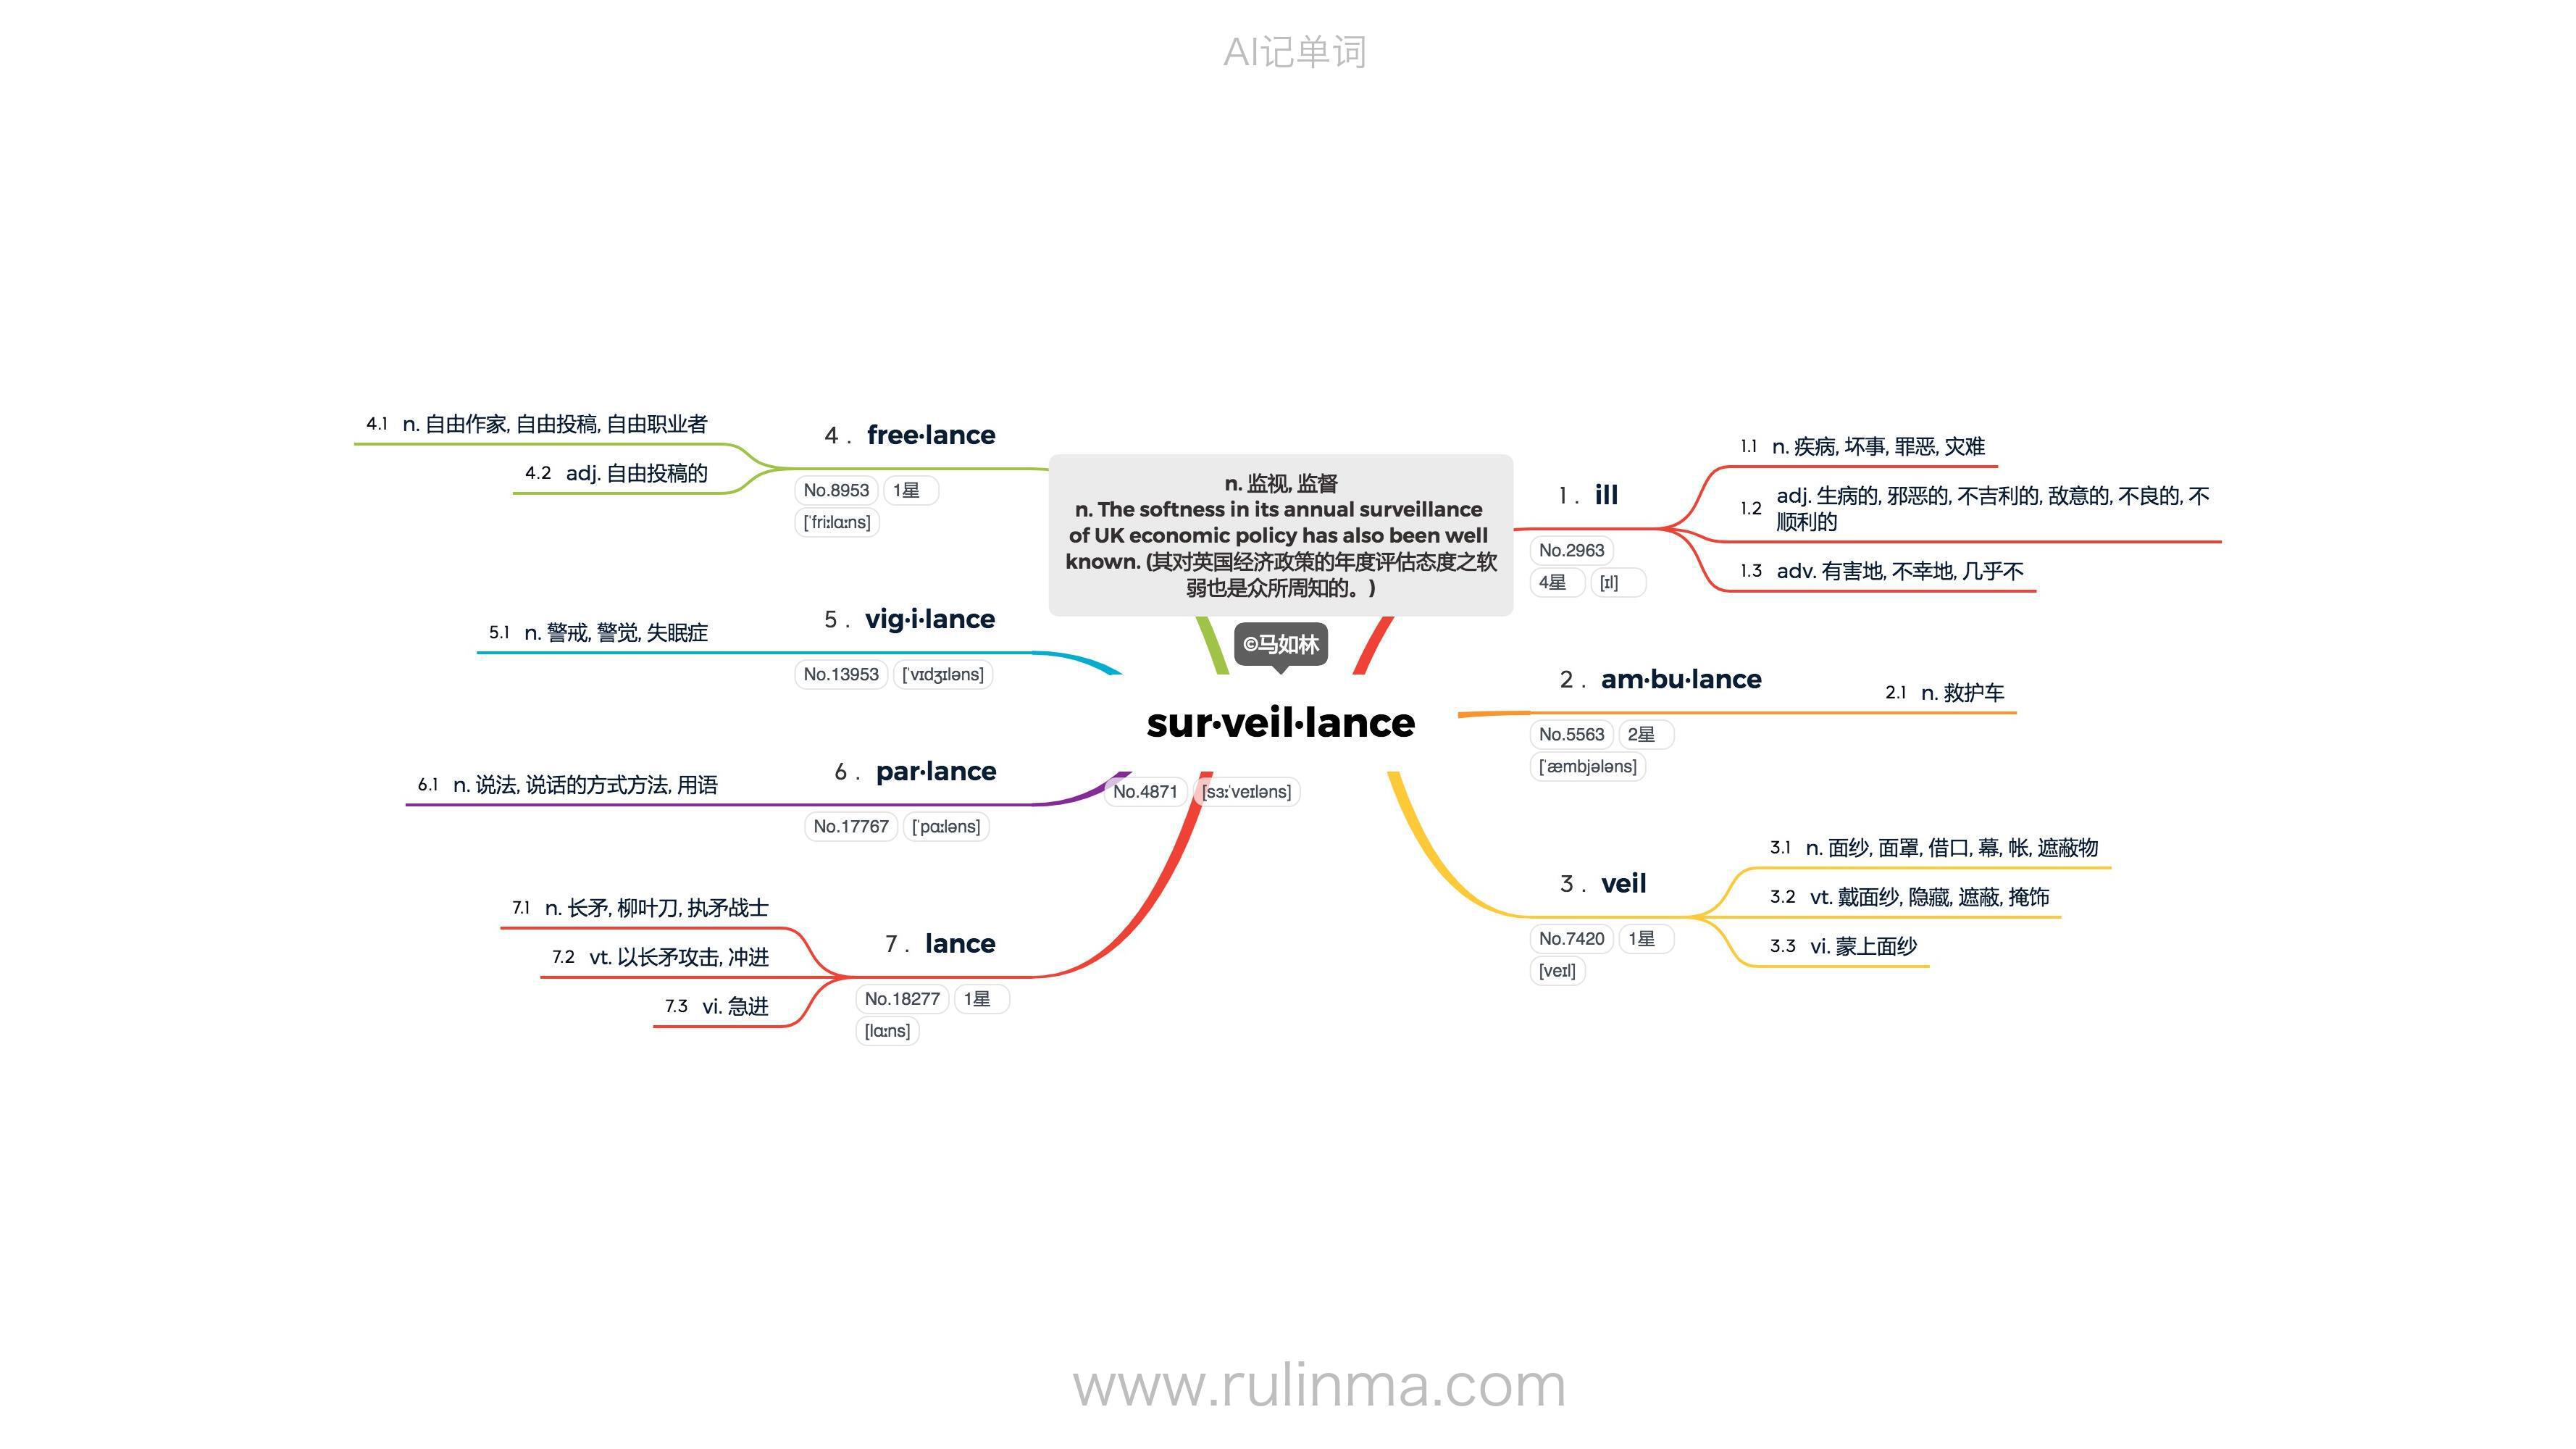 AI记单词
n. 监视, 监督
n. The softness in its annual surveillance
of UK economic policy has also been well
known. (其对英国经济政策的年度评估态度之软
弱也是众所周知的。)
©马如林
sur·veil·lance
No.4871 [sɜːˈveɪləns]
1. ill
No.2963
4星 [ɪl]
1.1 n. 疾病, 坏事, 罪恶, 灾难
1.2 adj. 生病的, 邪恶的, 不吉利的, 敌意的, 不良的, 不
顺利的
1.3 adv. 有害地, 不幸地, 几乎不
2. am·bu·lance
No.5563 2星
[ˈæmbjələns]
2.1 n. 救护车
3. veil
No.7420 1星
[veɪl]
3.1 n. 面纱, 面罩, 借口, 幕, 帐, 遮蔽物
3.2 vt. 戴面纱, 隐藏, 遮蔽, 掩饰
3.3 vi. 蒙上面纱
4. free·lance
No.8953 1星
[ˈfriːlɑːns]
4.1 n. 自由作家, 自由投稿, 自由职业者
4.2 adj. 自由投稿的
5. vig·i·lance
No.13953 [ˈvɪdʒɪləns]
5.1 n. 警戒, 警觉, 失眠症
6. par·lance
No.17767 [ˈpɑːləns]
6.1 n. 说法, 说话的方式方法, 用语
7. lance
No.18277 1星
[lɑːns]
7.1 n. 长矛, 柳叶刀, 执矛战士
7.2 vt. 以长矛攻击, 冲进
7.3 vi. 急进
www.rulinma.com